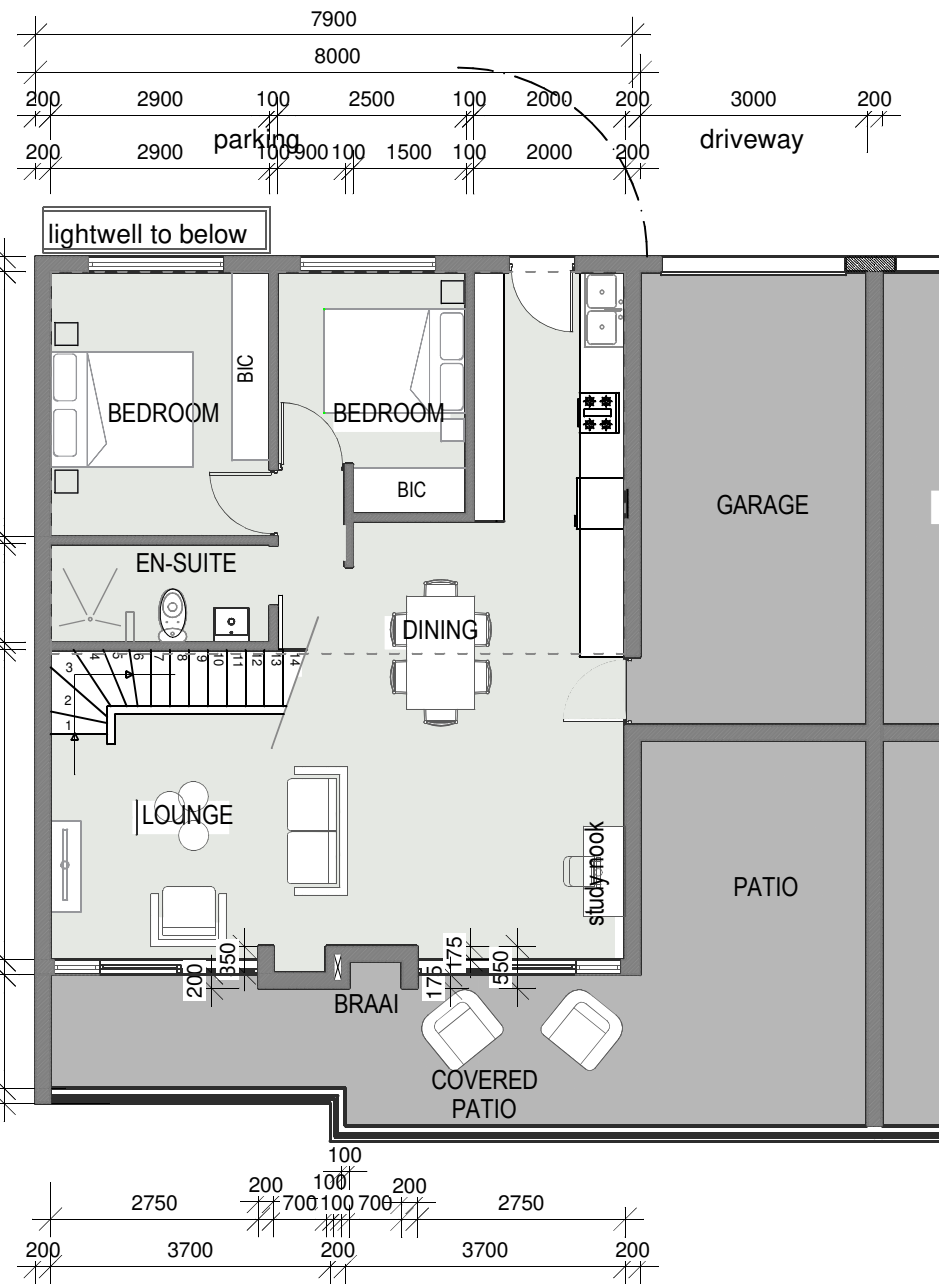 7900
8000
200 2900 100 2500 100 2000 200 3000 200
parking driveway
200 2900 100 900 100 1500 100 2000 200
lightwell to below
BIC
BEDROOM BEDROOM
BIC
GARAGE
EN-SUITE
DINING
1 2 3 4 5 6 7 8 9 10 11 12 13 14
LOUNGE
study nook
PATIO
200 350 175 175 550
BRAAI
COVERED
PATIO
100
100
200 200
2750 700 100 700 2750
200 3700 200 3700 200